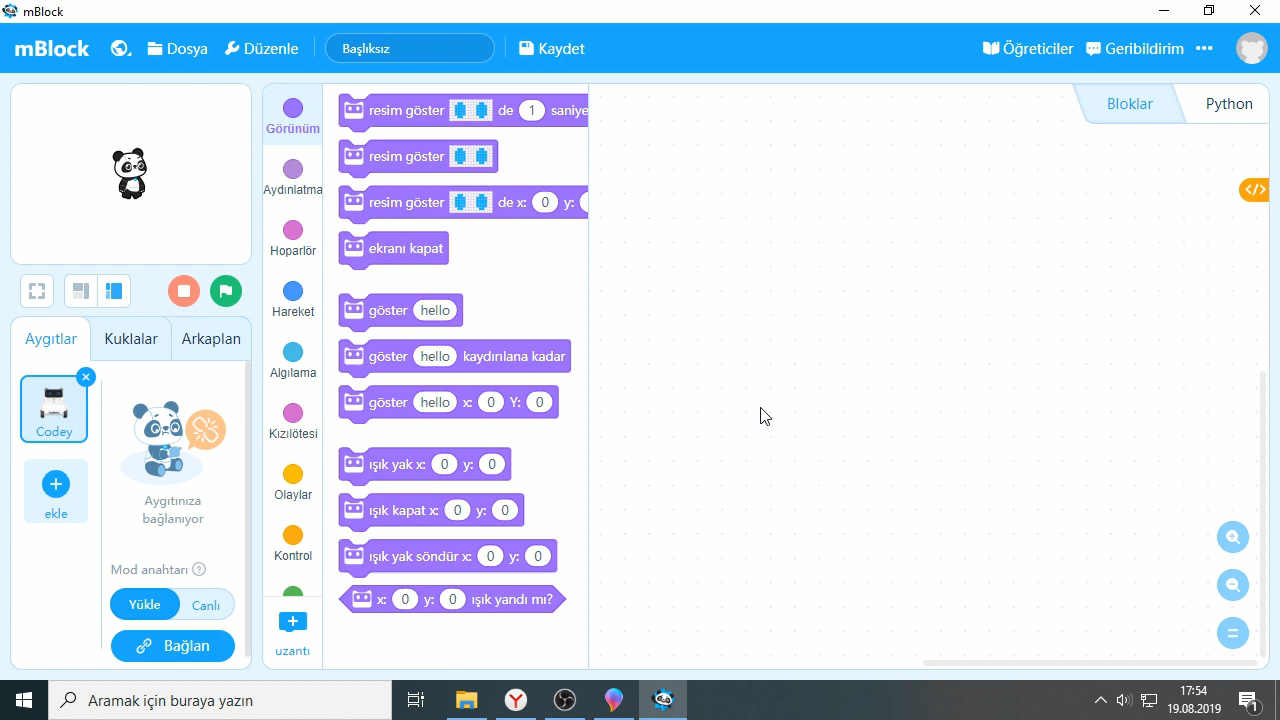 mBlock
mBlock Dosya Düzenle Başlıksız Kaydet Öğreticiler Geribildirim
Bloklar Python
Görünüm
Aydınlatma
Hoparlör
Hareket
Algılama
Kızılötesi
Olaylar
Kontrol
uzantı
resim göster de 1 saniye
resim göster
resim göster de x: 0 y:
ekranı kapat
göster hello
göster hello kaydırılana kadar
göster hello x: 0 Y: 0
ışık yak x: 0 y: 0
ışık kapat x: 0 y: 0
ışık yak söndür x: 0 y: 0
x: 0 y: 0 ışık yandı mı?
Aygıtlar Kuklalar Arkaplan
Codey
ekle
Aygıtınıza
bağlanıyor
Mod anahtarı ?
Yükle Canlı
Bağlan
Aramak için buraya yazın
17:54
19.08.2019
1